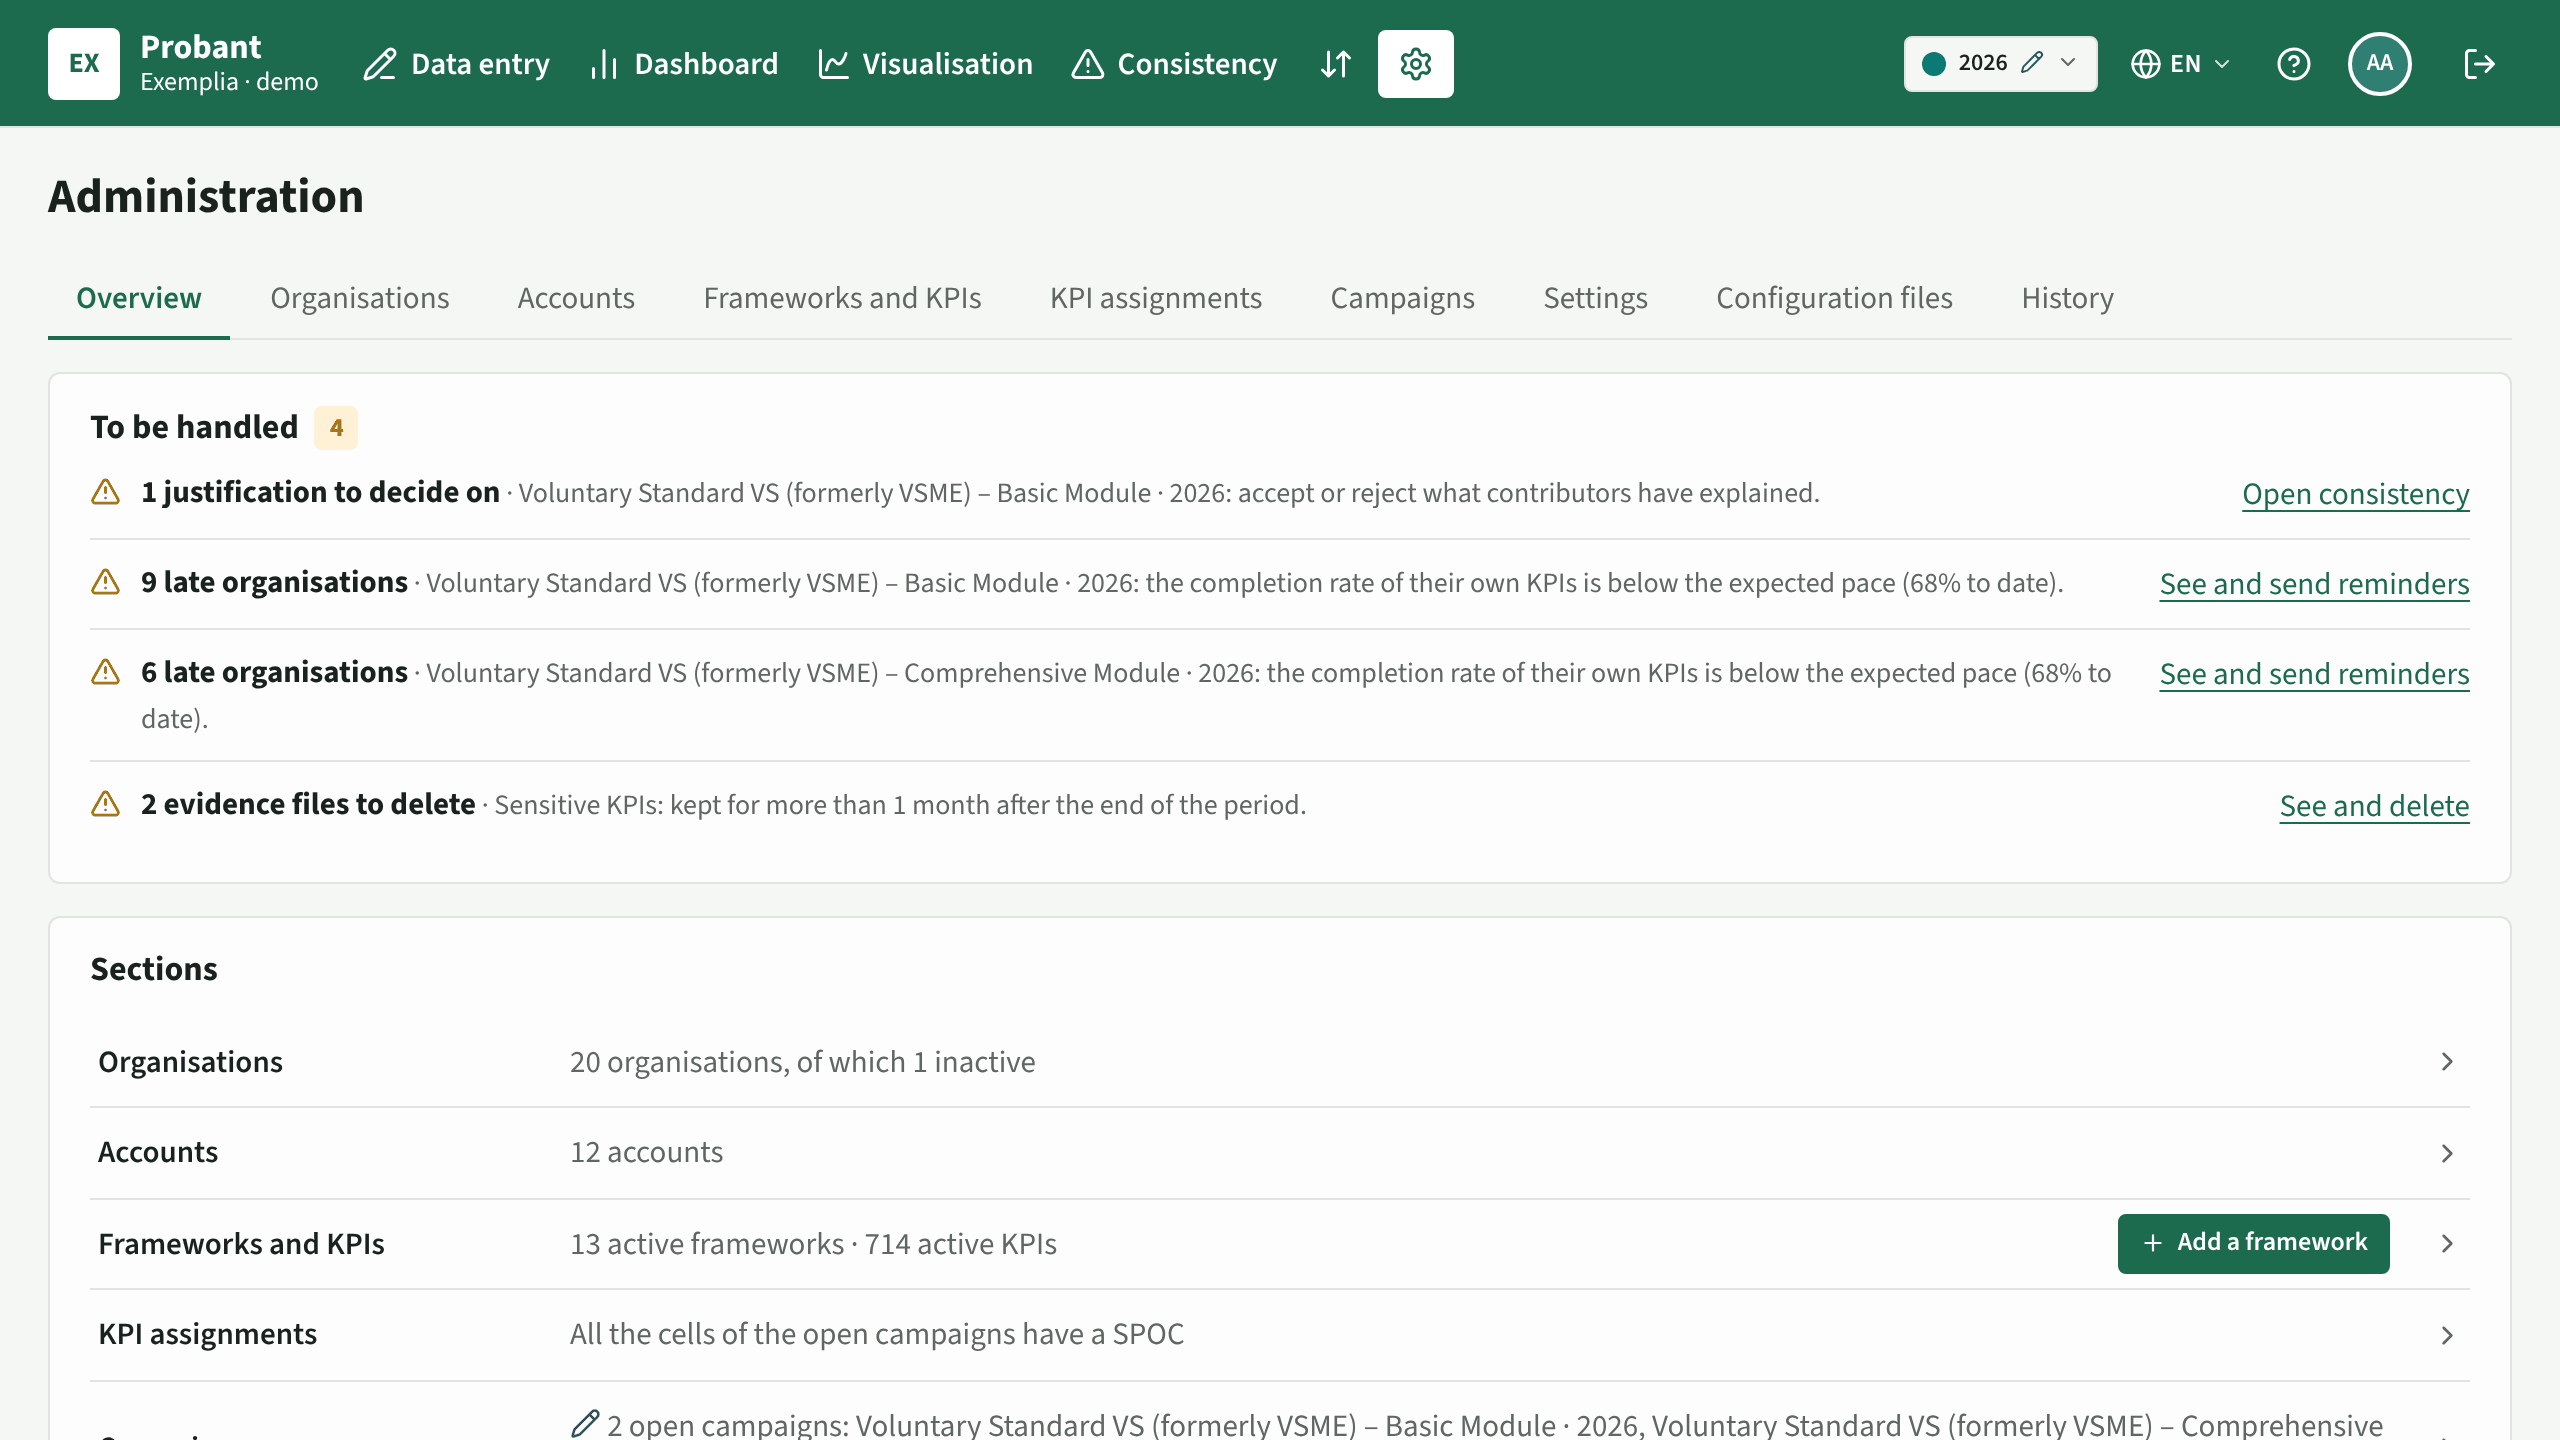 EX
Probant
Exemplia · demo
Data entry
Dashboard
Visualisation
Consistency
2026
EN
AA
Administration
Overview
Organisations
Accounts
Frameworks and KPIs
KPI assignments
Campaigns
Settings
Configuration files
History
To be handled 4
1 justification to decide on · Voluntary Standard VS (formerly VSME) – Basic Module · 2026: accept or reject what contributors have explained.
Open consistency
9 late organisations · Voluntary Standard VS (formerly VSME) – Basic Module · 2026: the completion rate of their own KPIs is below the expected pace (68% to date).
See and send reminders
6 late organisations · Voluntary Standard VS (formerly VSME) – Comprehensive Module · 2026: the completion rate of their own KPIs is below the expected pace (68% to
date).
See and send reminders
2 evidence files to delete · Sensitive KPIs: kept for more than 1 month after the end of the period.
See and delete
Sections
Organisations
20 organisations, of which 1 inactive
Accounts
12 accounts
Frameworks and KPIs
13 active frameworks · 714 active KPIs
+ Add a framework
KPI assignments
All the cells of the open campaigns have a SPOC
2 open campaigns: Voluntary Standard VS (formerly VSME) – Basic Module · 2026, Voluntary Standard VS (formerly VSME) – Comprehensive